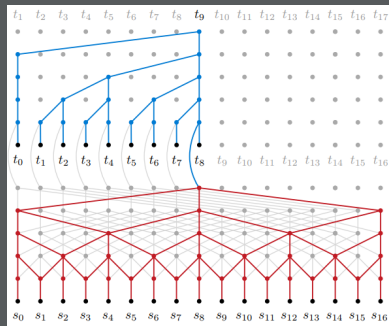 t₁ t₂ t₃ t₄ t₅ t₆ t₇ t₈ t₉ t₁₀ t₁₁ t₁₂ t₁₃ t₁₄ t₁₅ t₁₆ t₁₇
t₀ t₁ t₂ t₃ t₄ t₅ t₆ t₇ t₈ t₉ t₁₀ t₁₁ t₁₂ t₁₃ t₁₄ t₁₅ t₁₆
s₀ s₁ s₂ s₃ s₄ s₅ s₆ s₇ s₈ s₉ s₁₀ s₁₁ s₁₂ s₁₃ s₁₄ s₁₅ s₁₆